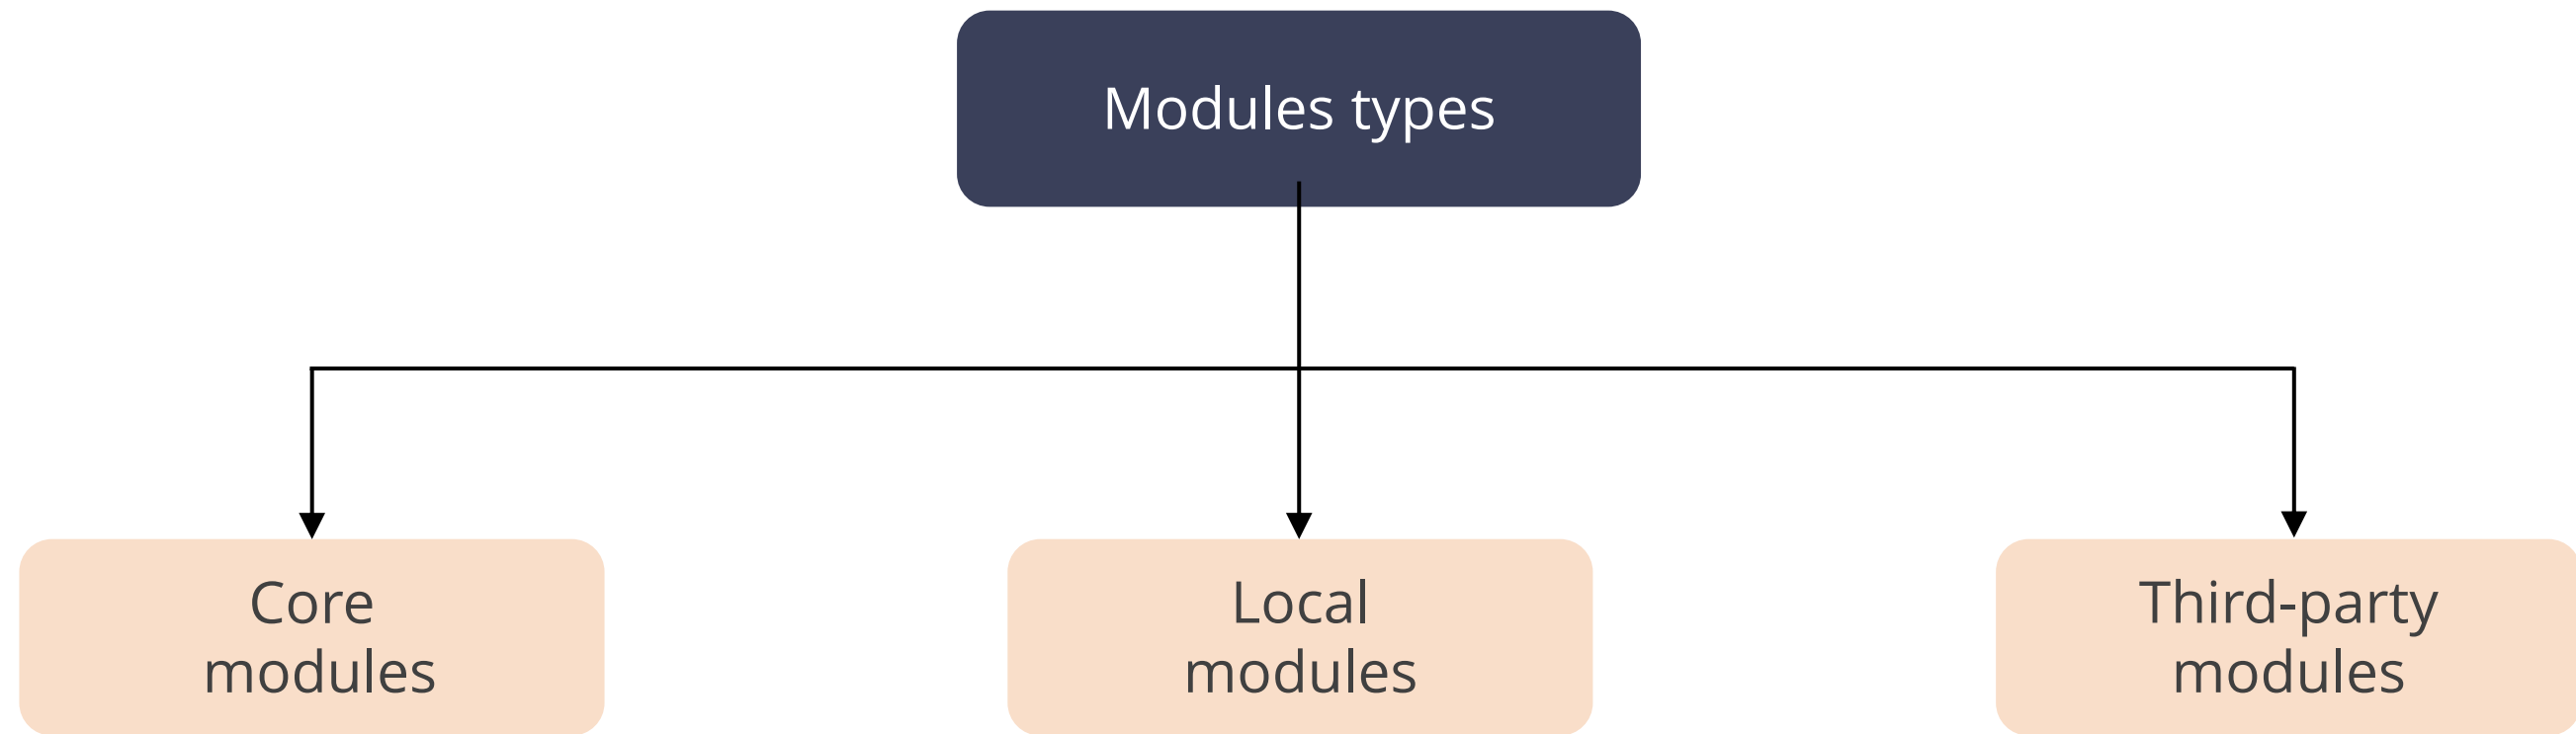 Modules types
Core
modules
Local
modules
Third-party
modules